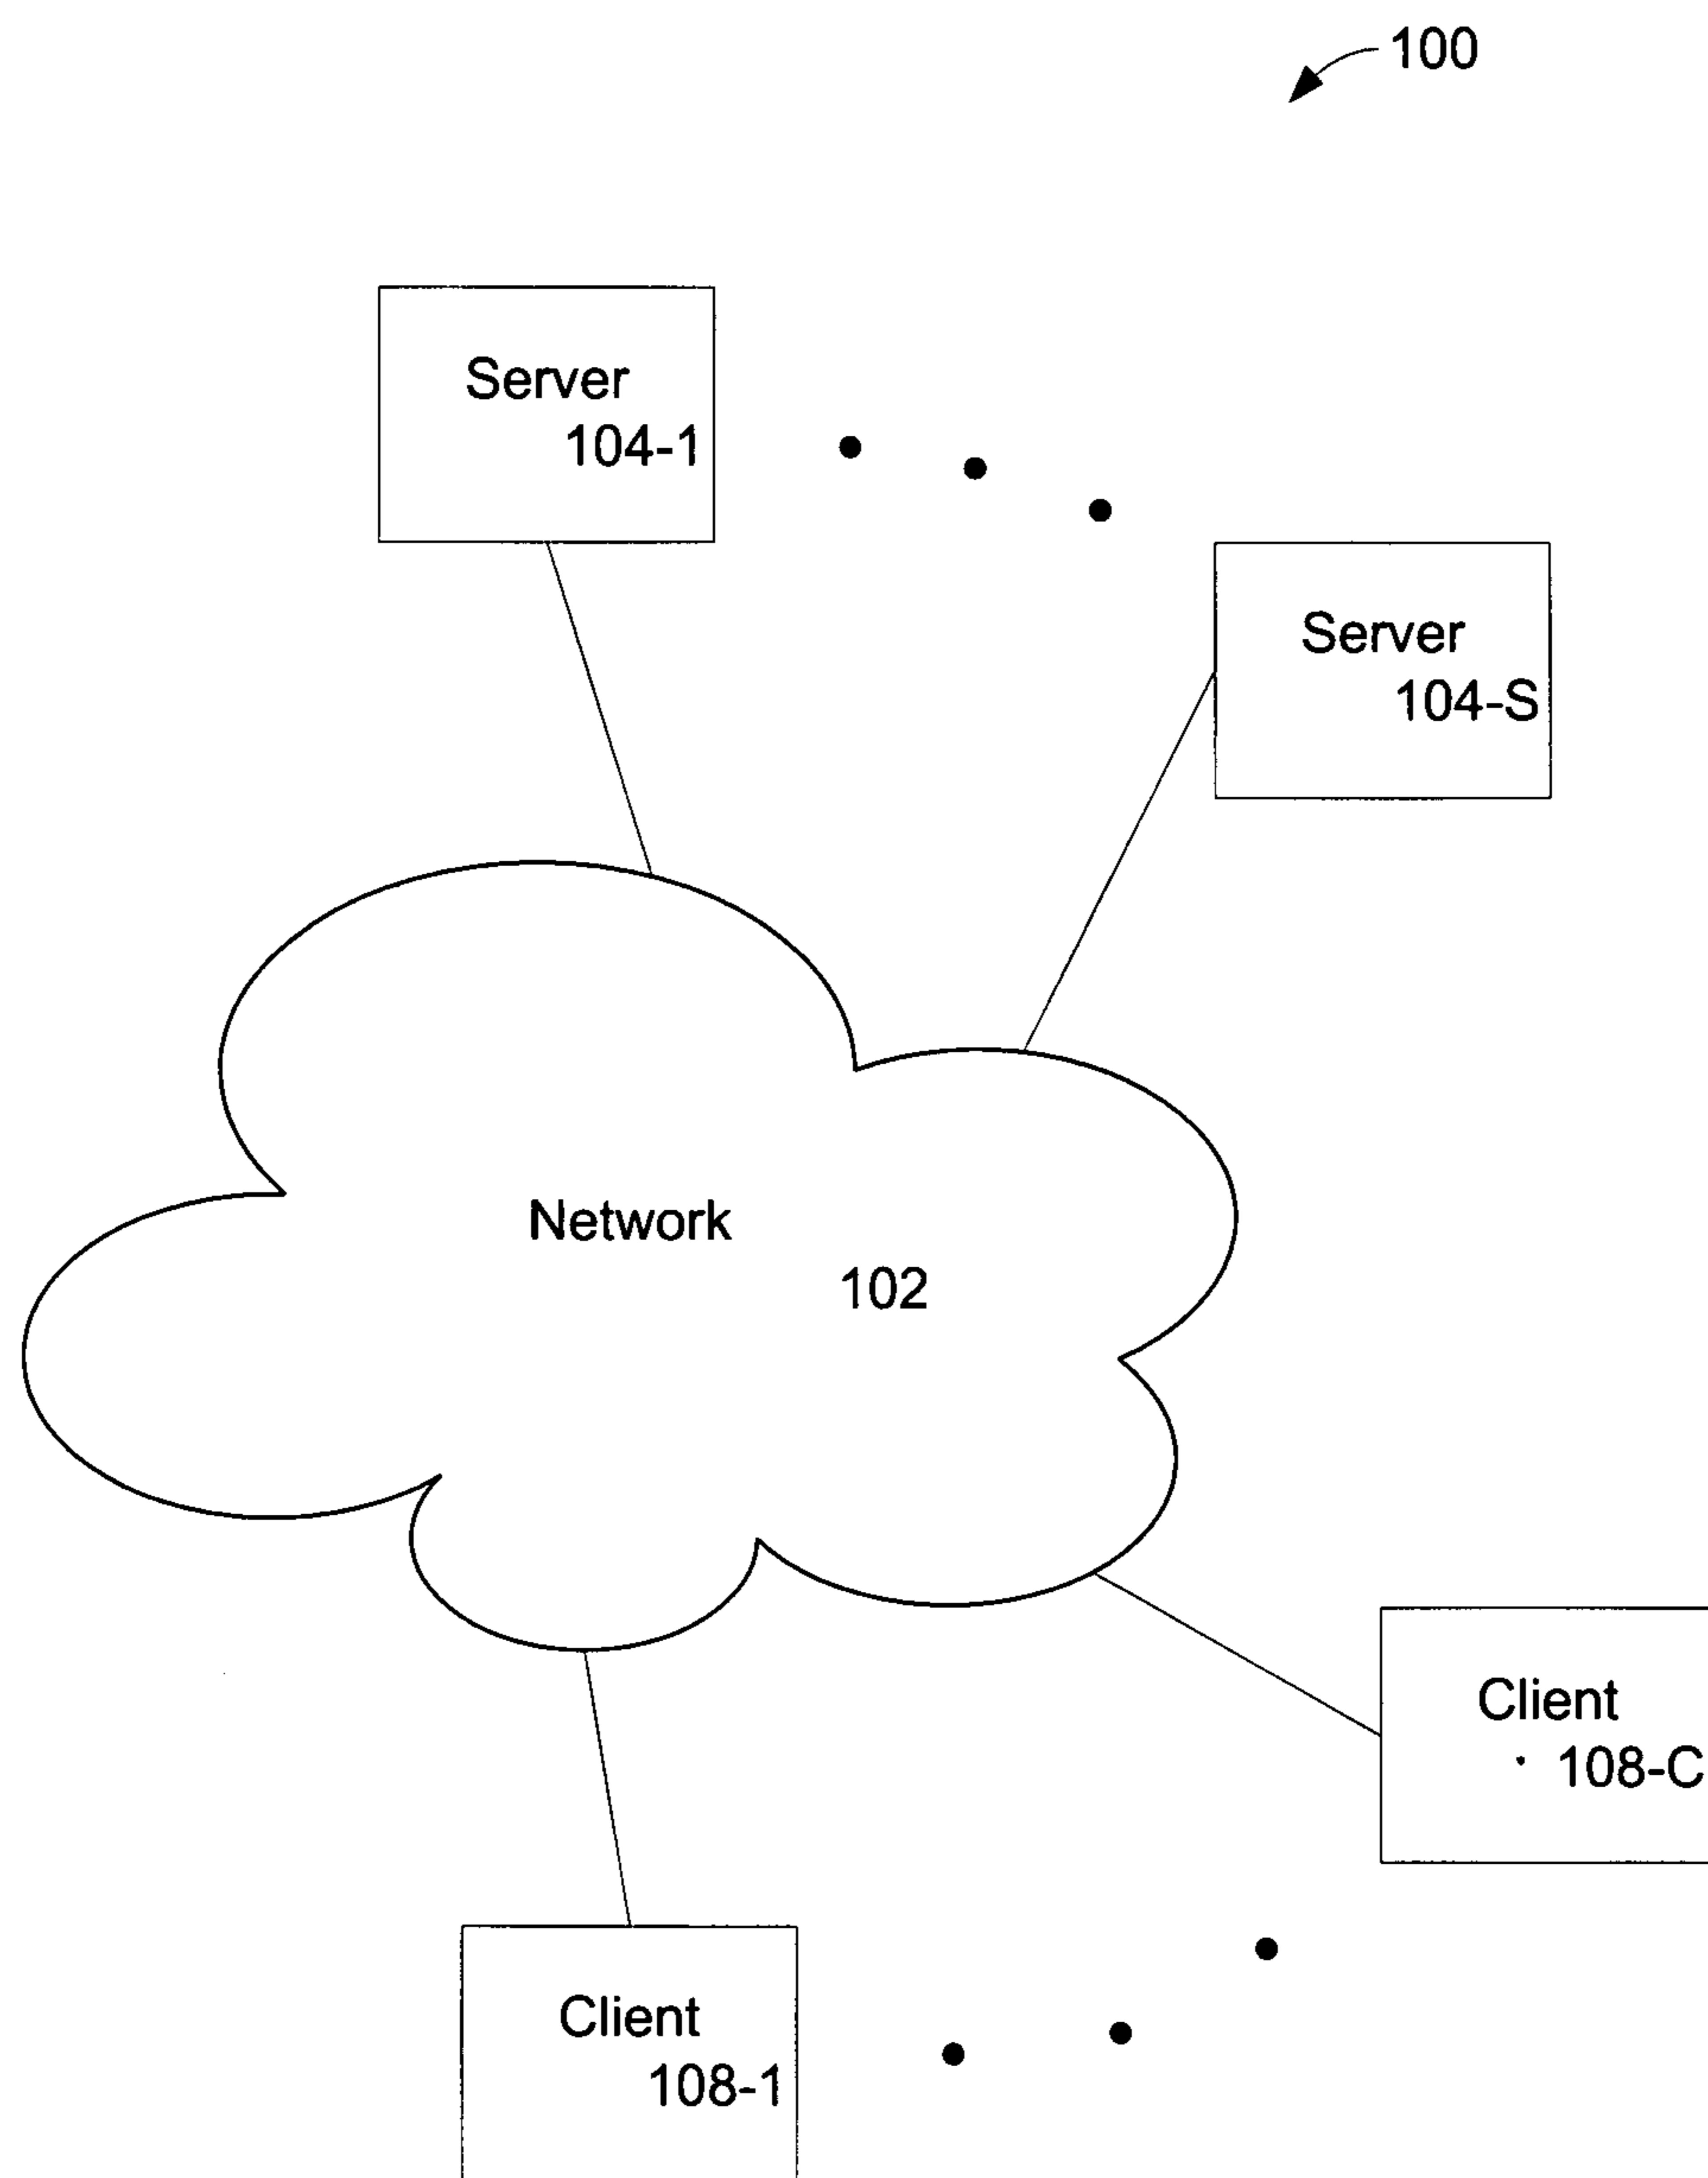 100
Server
104-1
Server
104-S
Network
102
Client
108-C
Client
108-1